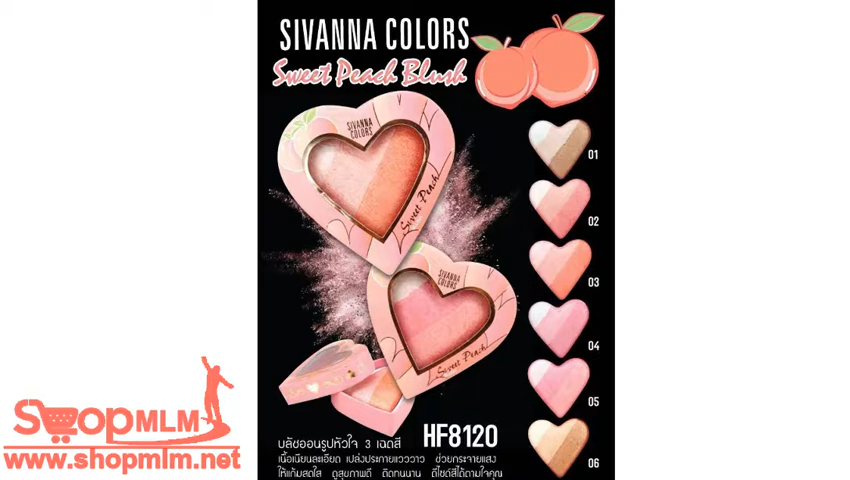 SIVANNA COLORS
Sweet Peach Blush
SIVANNA
COLORS
Sweet Peach
SIVANNA
COLORS
Sweet Peach
01
02
03
04
05
06
บลัชออนรูปหัวใจ 3 เฉดสี HF8120
เนื้อเนียนละเอียด เปล่งประกายแวววาว ช่วยกระจายแสง
ให้แก้มสดใส ดูสุขภาพดี ติดทนนาน ดีไซด์สีได้ตามใจคุณ
ShopMLM
www.shopmlm.net